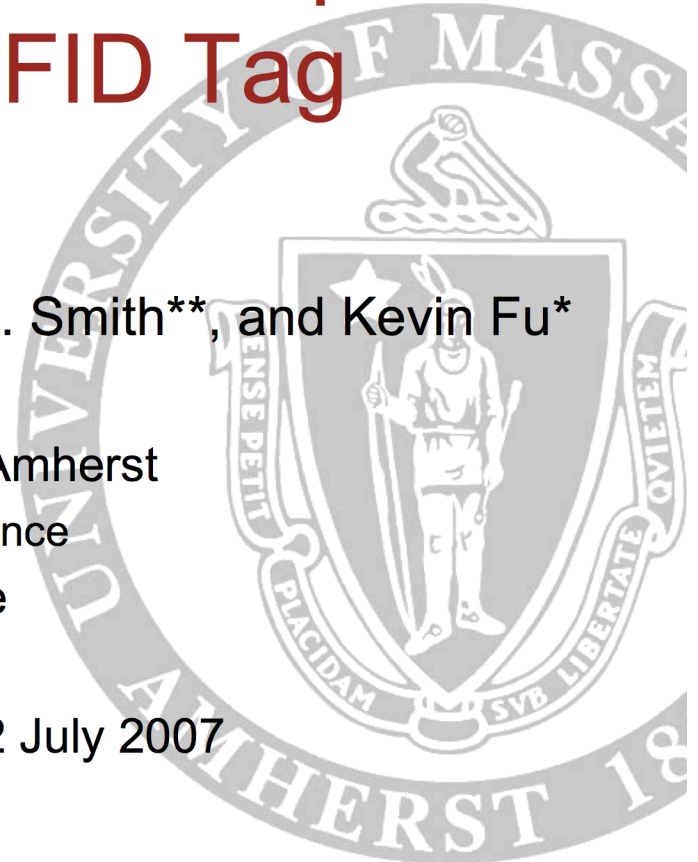 FID Tag
. Smith**, and Kevin Fu*
Amherst
nce
e
2 July 2007
UNIVERSITY OF MASSA
AMHERST 18
ENSE PETIT PLACIDAM SVB LIBERTATE QVIETEM